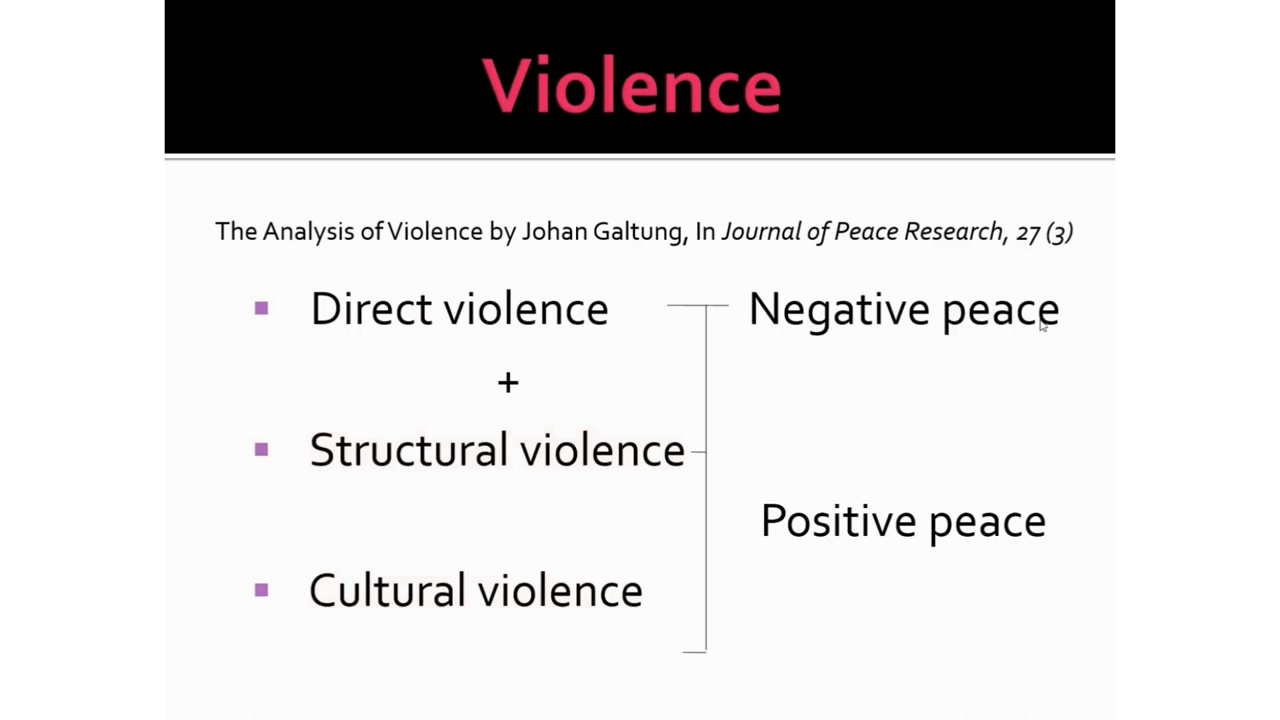 Violence
The Analysis of Violence by Johan Galtung, In Journal of Peace Research, 27 (3)
▪ Direct violence Negative peace
+
▪ Structural violence
Positive peace
▪ Cultural violence